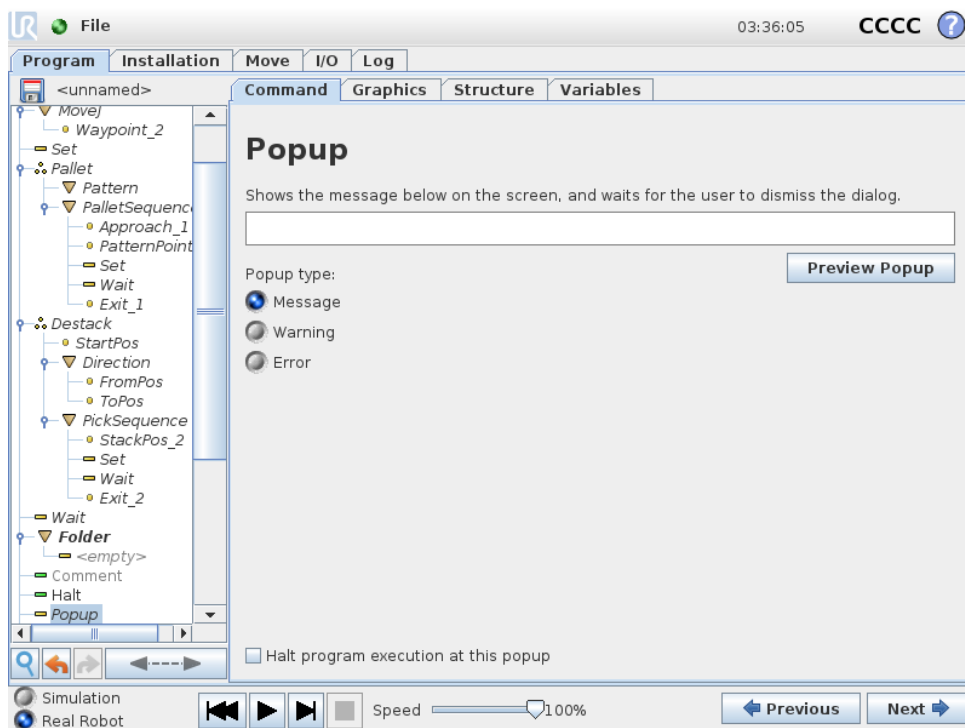 UR File 03:36:05 CCCC ?
Program Installation Move I/O Log
<unnamed>
Command Graphics Structure Variables
MoveJ
Waypoint_2
Set
Pallet
Pattern
PalletSequenc
Approach_1
PatternPoint
Set
Wait
Exit_1
Destack
StartPos
Direction
FromPos
ToPos
PickSequence
StackPos_2
Set
Wait
Exit_2
Wait
Folder
<empty>
Comment
Halt
Popup
Popup
Shows the message below on the screen, and waits for the user to dismiss the dialog.
Preview Popup
Popup type:
Message
Warning
Error
Halt program execution at this popup
Simulation
Real Robot
Speed 100%
Previous Next